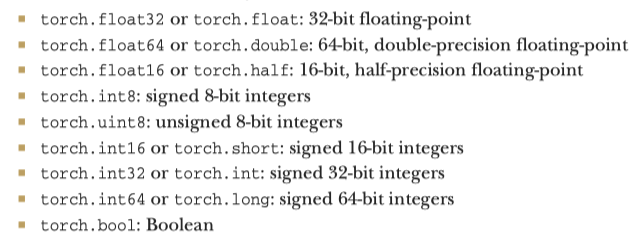 ▪ torch.float32 or torch.float: 32-bit floating-point
▪ torch.float64 or torch.double: 64-bit, double-precision floating-point
▪ torch.float16 or torch.half: 16-bit, half-precision floating-point
▪ torch.int8: signed 8-bit integers
▪ torch.uint8: unsigned 8-bit integers
▪ torch.int16 or torch.short: signed 16-bit integers
▪ torch.int32 or torch.int: signed 32-bit integers
▪ torch.int64 or torch.long: signed 64-bit integers
▪ torch.bool: Boolean